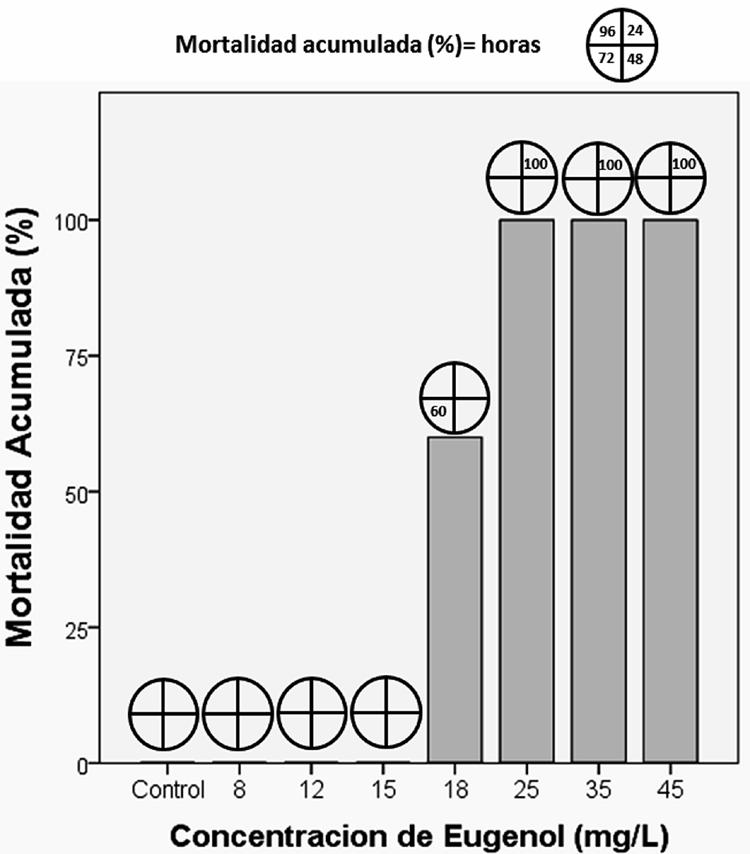 Mortalidad acumulada (%)= horas
96 24
72 48
100 100 100
60
Mortalidad Acumulada (%)
100
75
50
25
0
Control 8 12 15 18 25 35 45
Concentracion de Eugenol (mg/L)